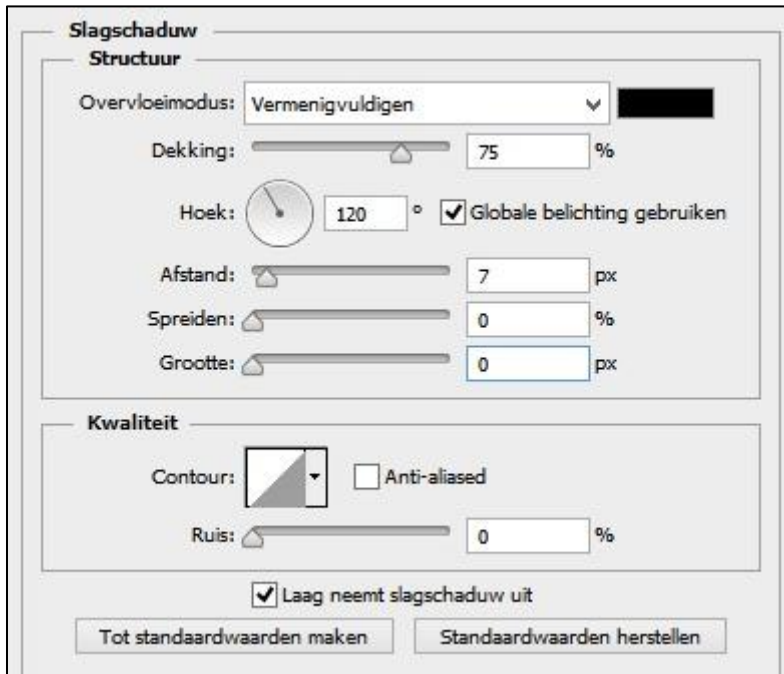 Slagschaduw
Structuur
Overvloeimodus: Vermenigvuldigen
Dekking: 75 %
Hoek: 120 ° Globale belichting gebruiken
Afstand: 7 px
Spreiden: 0 %
Grootte: 0 px
Kwaliteit
Contour: Anti-aliased
Ruis: 0 %
Laag neemt slagschaduw uit
Tot standaardwaarden maken Standaardwaarden herstellen